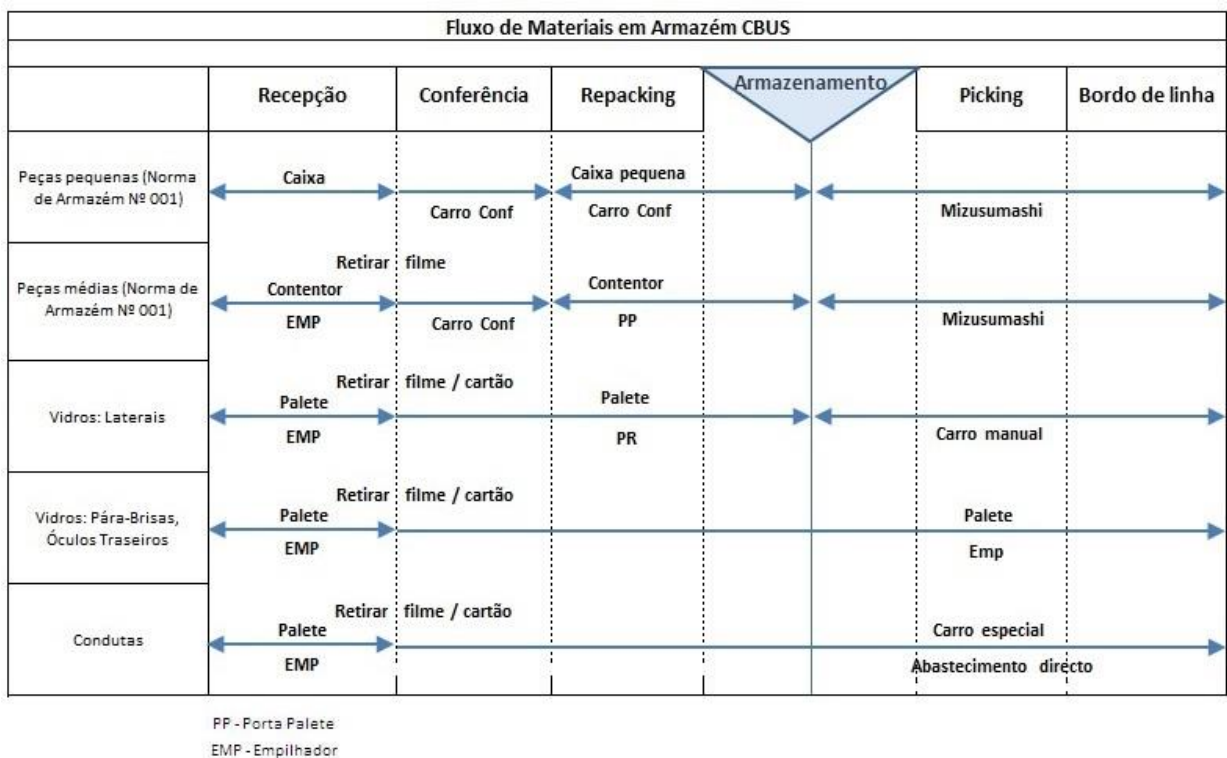 Fluxo de Materiais em Armazém CBUS
Recepção
Conferência
Repacking
Armazenamento
Picking
Bordo de linha
Peças pequenas (Norma
de Armazém Nº 001)
Caixa
Carro Conf
Caixa pequena
Carro Conf
Mizusumashi
Peças médias (Norma de
Armazém Nº 001)
Retirar filme
Contentor
EMP
Carro Conf
Contentor
PP
Mizusumashi
Vidros: Laterais
Retirar filme / cartão
Palete
EMP
Palete
PR
Carro manual
Vidros: Pára-Brisas,
Óculos Traseiros
Retirar filme / cartão
Palete
EMP
Palete
Emp
Condutas
Retirar filme / cartão
Palete
EMP
Carro especial
Abastecimento directo
PP - Porta Palete
EMP - Empilhador